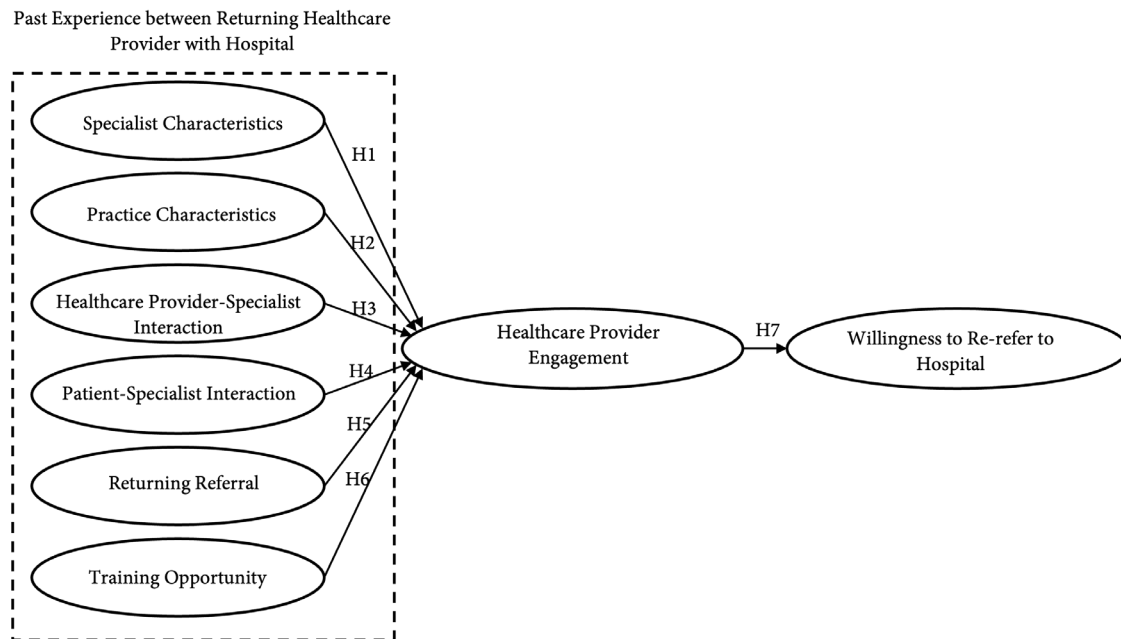 Past Experience between Returning Healthcare
Provider with Hospital
Specialist Characteristics
H1
Practice Characteristics
H2
Healthcare Provider-Specialist
Interaction
H3
Healthcare Provider
Engagement
H7
Willingness to Re-refer to
Hospital
Patient-Specialist Interaction
H4
H5
Returning Referral
H6
Training Opportunity